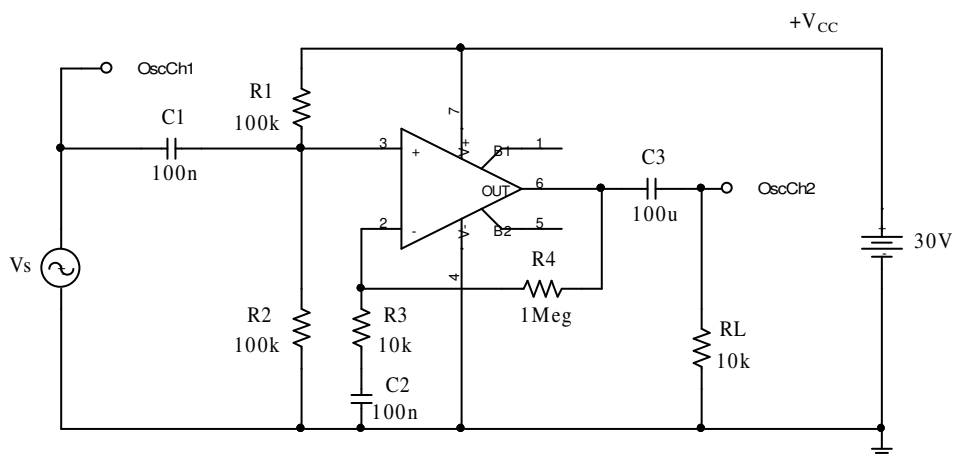 +VCC
OscCh1
R1
100k
C1
100n
7
V+
3
+
B1
1
OUT
6
C3
100u
OscCh2
2
-
V-
B2
5
4
+
-
30V
Vs
R4
1Meg
R2
100k
R3
10k
RL
10k
C2
100n